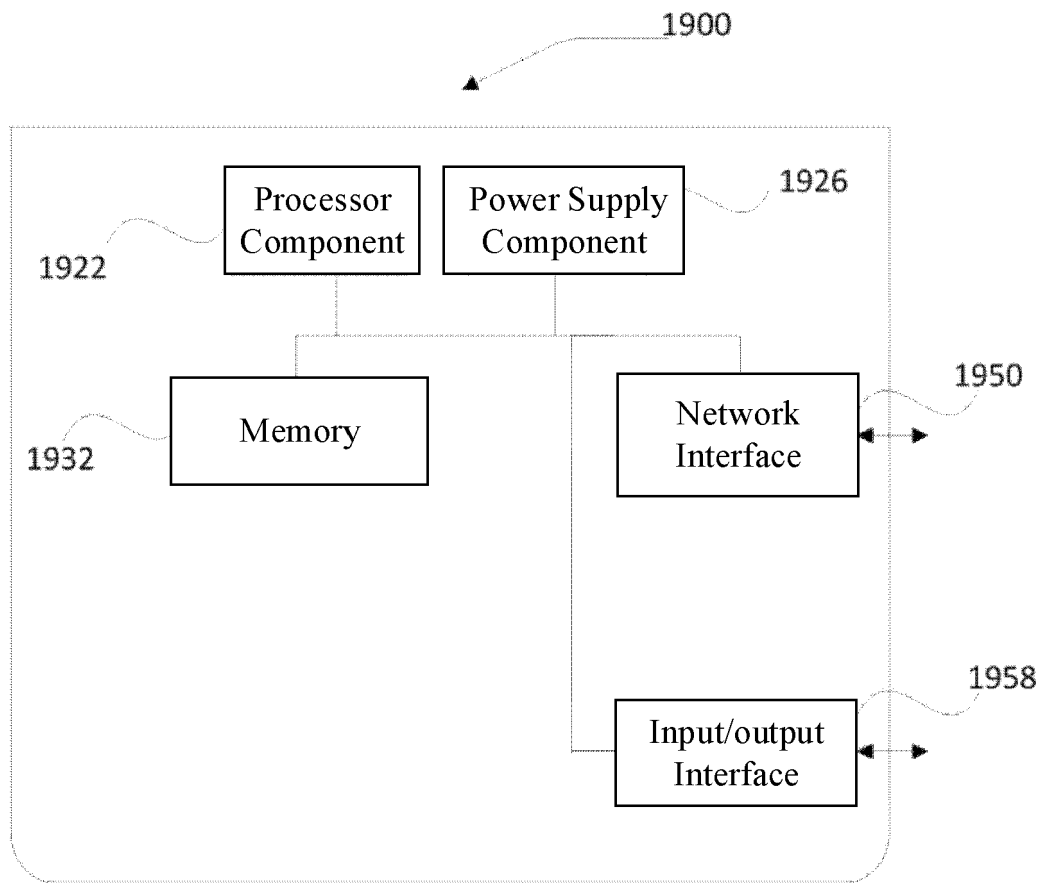 1900
Processor
Component
Power Supply
Component
1926
1922
Memory
1932
Network
Interface
1950
Input/output
Interface
1958